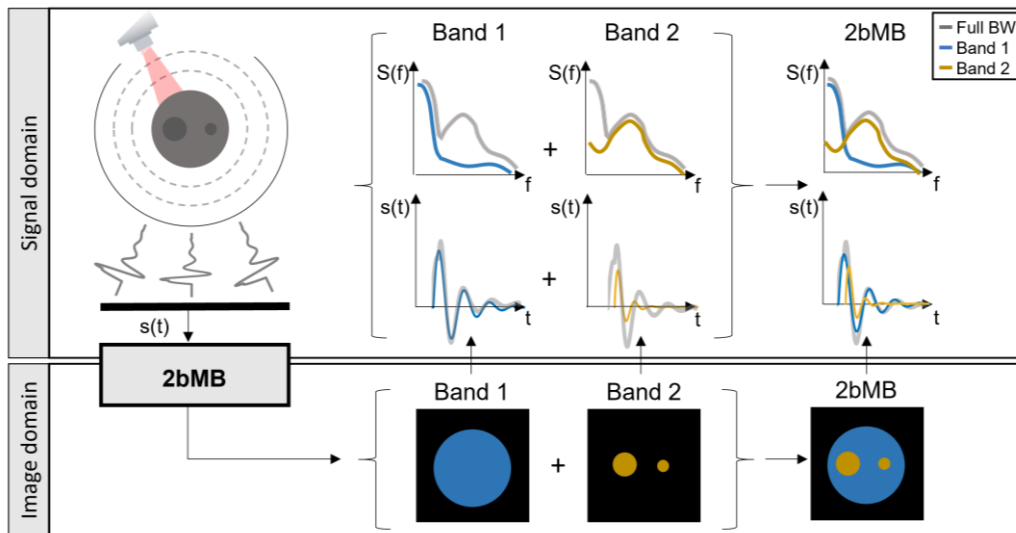 Signal domain
Band 1
Band 2
2bMB
Full BW
Band 1
Band 2
S(f)
f
+
S(f)
f
S(f)
f
s(t)
t
+
s(t)
t
s(t)
t
s(t)
2bMB
Image domain
Band 1
Band 2
2bMB
+